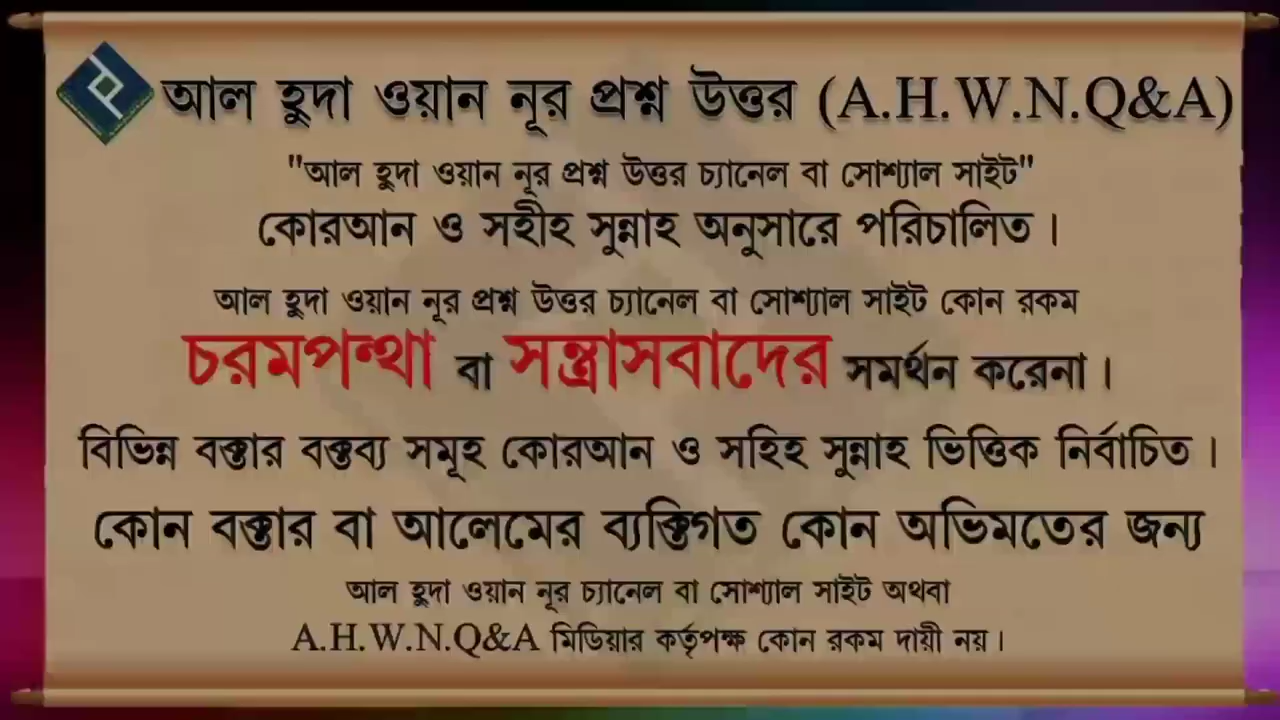 আল হুদা ওয়ান নূর প্রশ্ন উত্তর (A.H.W.N.Q&A)
"আল হুদা ওয়ান নূর প্রশ্ন উত্তর চ্যানেল বা সোশ্যাল সাইট"
কোরআন ও সহীহ সুন্নাহ অনুসারে পরিচালিত।
আল হুদা ওয়ান নূর প্রশ্ন উত্তর চ্যানেল বা সোশ্যাল সাইট কোন রকম
চরমপন্থা বা সন্ত্রাসবাদের সমর্থন করেনা।
বিভিন্ন বক্তার বক্তব্য সমূহ কোরআন ও সহিহ সুন্নাহ ভিত্তিক নির্বাচিত।
কোন বক্তার বা আলেমের ব্যক্তিগত কোন অভিমতের জন্য
আল হুদা ওয়ান নূর চ্যানেল বা সোশ্যাল সাইট অথবা
A.H.W.N.Q&A মিডিয়ার কর্তৃপক্ষ কোন রকম দায়ী নয়।